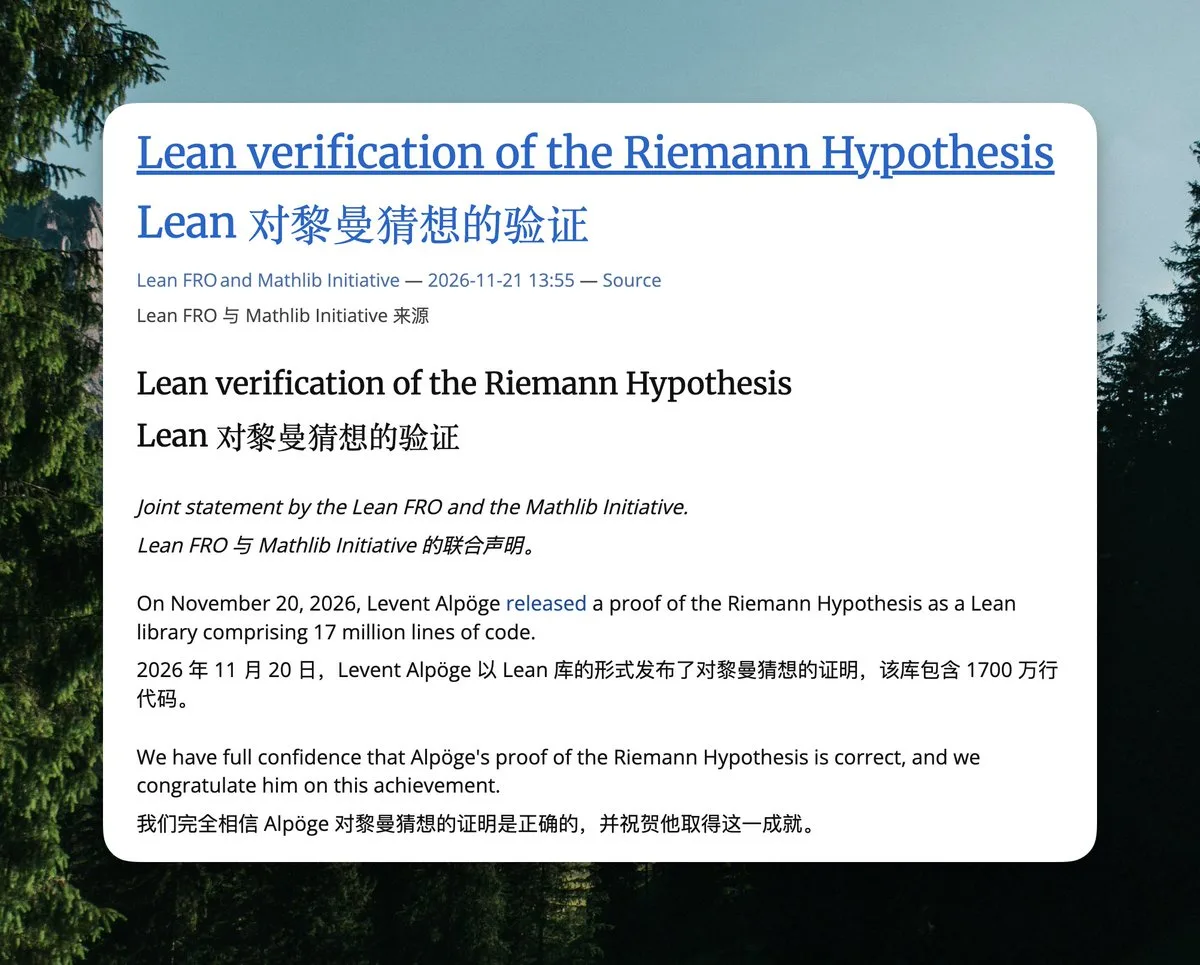 Lean verification of the Riemann Hypothesis
Lean 对黎曼猜想的验证
Lean FRO and Mathlib Initiative — 2026-11-21 13:55 — Source
Lean FRO 与 Mathlib Initiative 来源
Lean verification of the Riemann Hypothesis
Lean 对黎曼猜想的验证
Joint statement by the Lean FRO and the Mathlib Initiative.
Lean FRO 与 Mathlib Initiative 的联合声明。
On November 20, 2026, Levent Alpöge released a proof of the Riemann Hypothesis as a Lean
library comprising 17 million lines of code.
2026 年 11 月 20 日，Levent Alpöge 以 Lean 库的形式发布了对黎曼猜想的证明，该库包含 1700 万行
代码。
We have full confidence that Alpöge's proof of the Riemann Hypothesis is correct, and we
congratulate him on this achievement.
我们完全相信 Alpöge 对黎曼猜想的证明是正确的，并祝贺他取得这一成就。